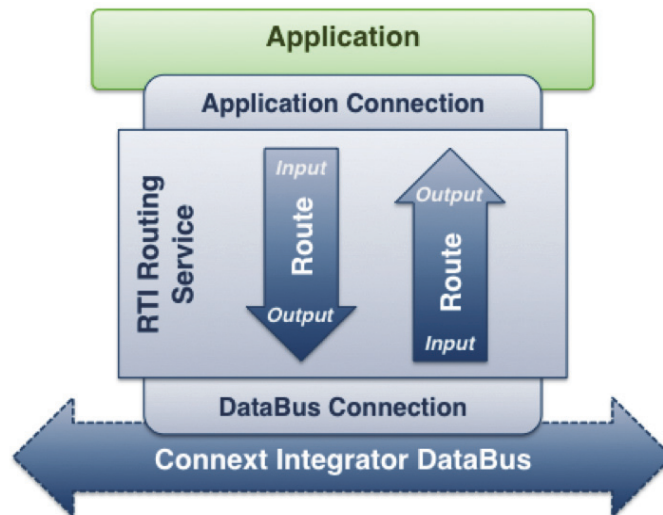 Application
Application Connection
RTI Routing
Service
Input
Route
Output
Output
Route
Input
DataBus Connection
Connext Integrator DataBus